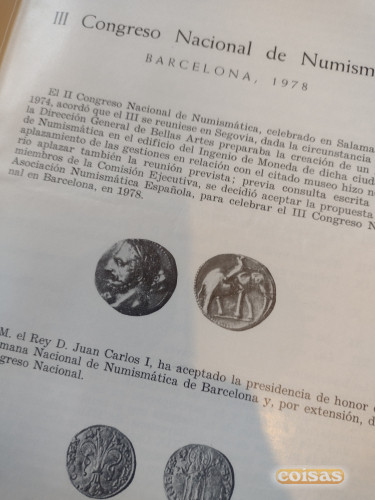 III Congreso Nacional de Numism
BARCELONA, 1978
El II Congreso Nacional de Numismática, celebrado en Salama
1974, acordó que el III se reuniese en Segovia, dada la circunstancia
la Dirección General de Bellas Artes preparaba la creación de un
de Numismática en el edificio del Ingenio de Moneda de dicha ciud
aplazamiento de las gestiones en relación con el citado museo hizo n
rio aplazar también la reunión prevista; previa consulta escrita
miembros de la Comisión Ejecutiva, se decidió aceptar la propuesta
Asociación Numismática Española, para celebrar el III Congreso N
nal en Barcelona, en 1978.
M. el Rey D. Juan Carlos I, ha aceptado la presidencia de honor
mana Nacional de Numismática de Barcelona y, por extensión, d
greso Nacional.
coisas